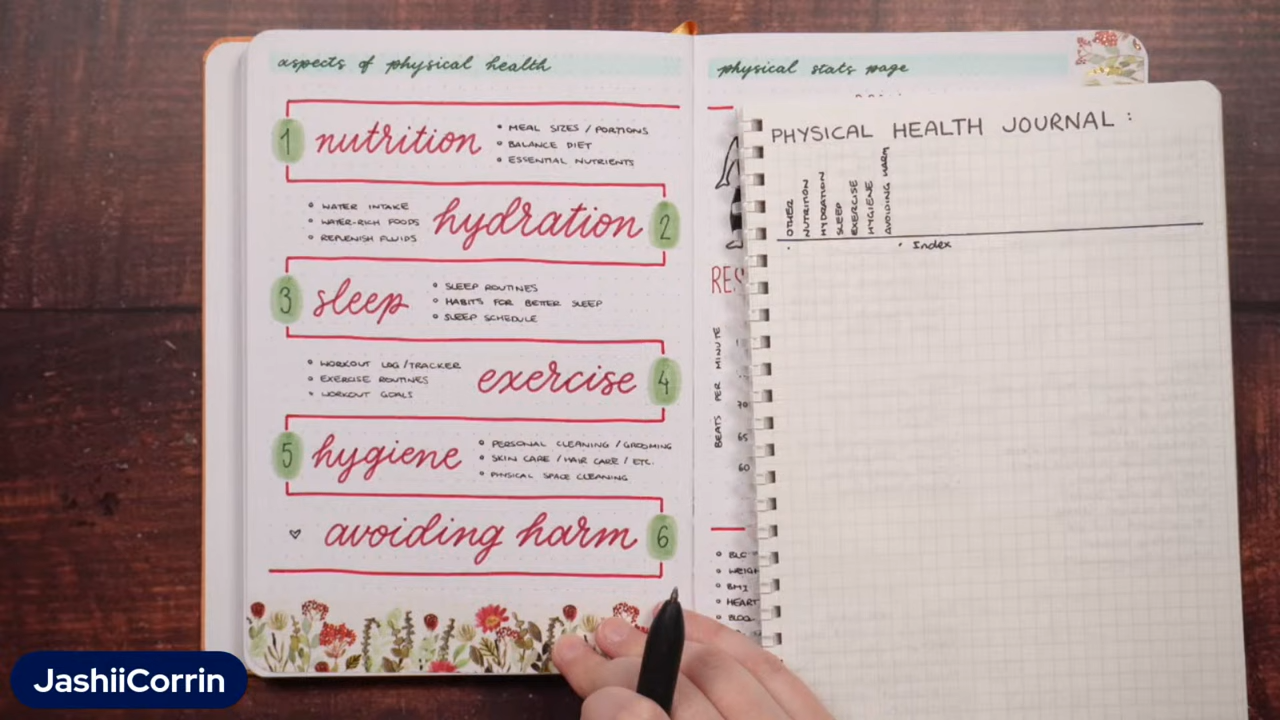 aspects of physical health
1
nutrition
MEAL SIZES / PORTIONS
BALANCE DIET
ESSENTIAL NUTRIENTS
WATER INTAKE
WATER-RICH FOODS
REPLENISH FLUIDS
hydration
2
3
sleep
SLEEP ROUTINES
HABITS FOR BETTER SLEEP
SLEEP SCHEDULE
WORKOUT LOG/TRACKER
EXERCISE ROUTINES
WORKOUT GOALS
exercise
4
5
hygiene
PERSONAL CLEANING / GROOMING
SKIN CARE / HAIR CARE / ETC.
PHYSICAL SPACE CLEANING
avoiding harm
6
physical stats page
RES
BEATS PER MINUTE
70
65
60
WEIGH
BMI
HEART
PHYSICAL HEALTH JOURNAL:
OTHER
NUTRITION
HYDRATION
SLEEP
EXERCISE
HYGIENE
AVOIDING HARM
Index
JashiiCorrin